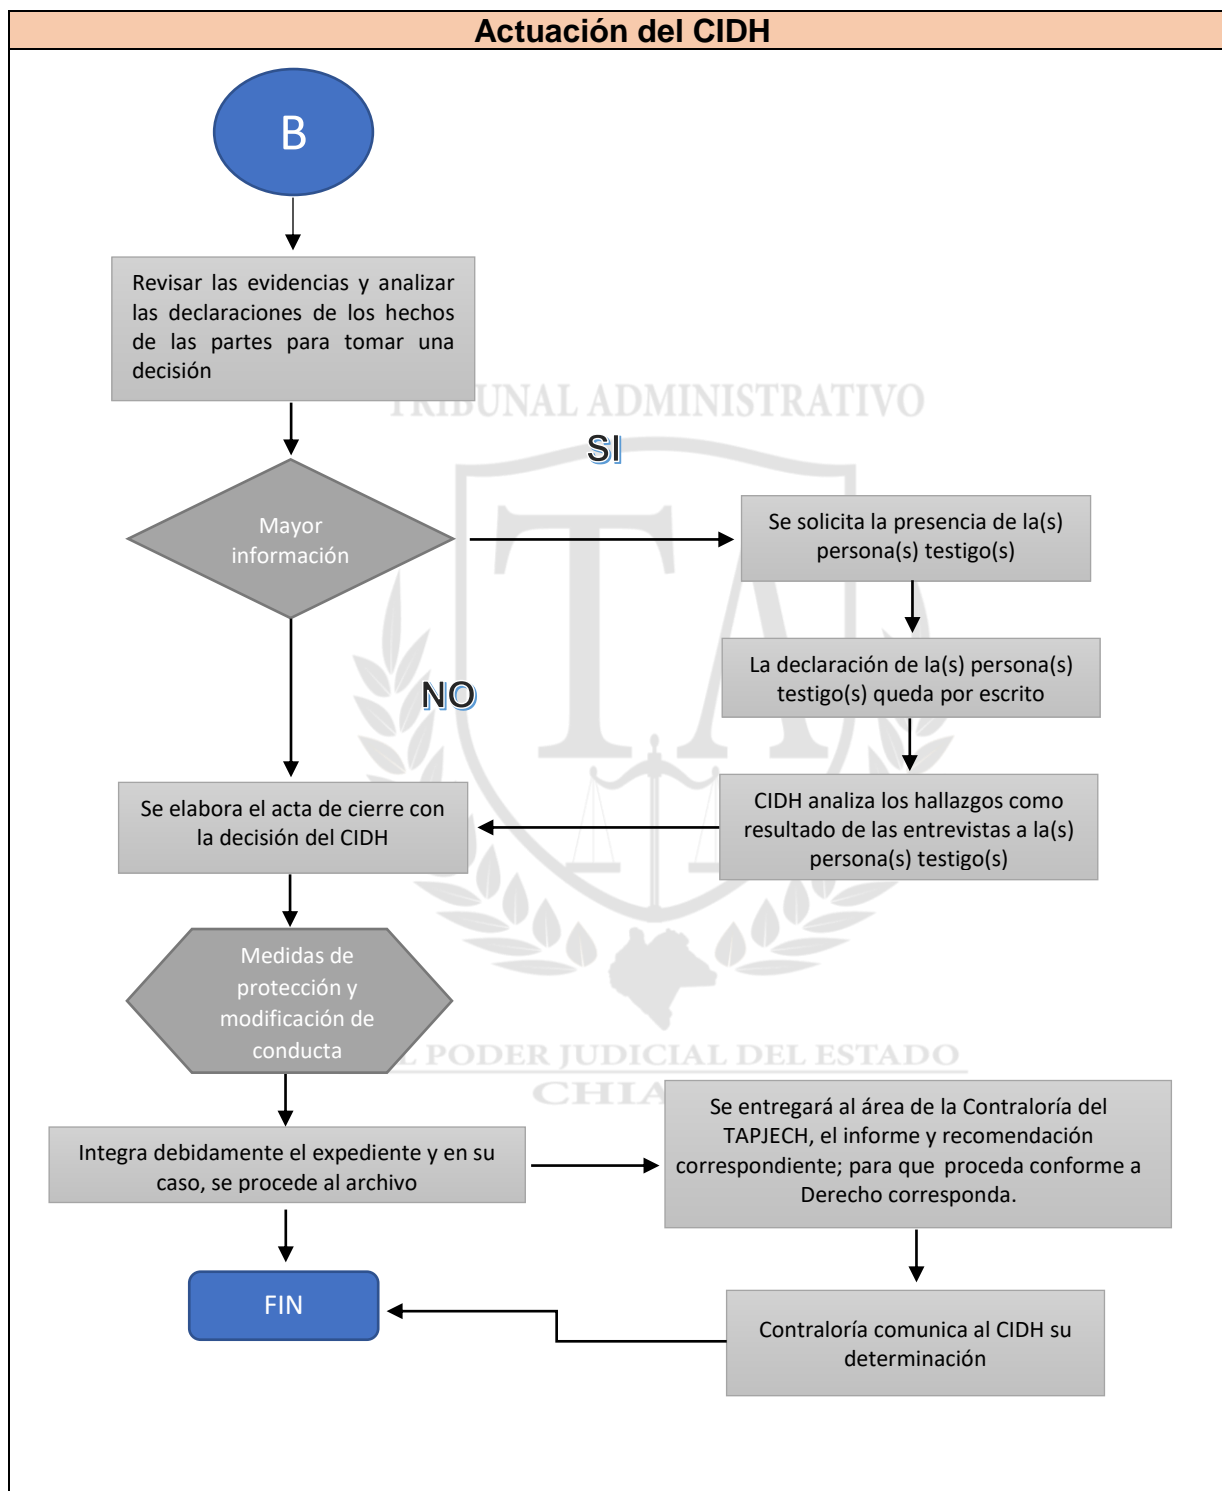 Actuación del CIDH
B
Revisar las evidencias y analizar
las declaraciones de los hechos
de las partes para tomar una
decisión
TRIBUNAL ADMINISTRATIVO
SI
Mayor
información
Se solicita la presencia de la(s)
persona(s) testigo(s)
TA
La declaración de la(s) persona(s)
testigo(s) queda por escrito
NO
Se elabora el acta de cierre con
la decisión del CIDH
CIDH analiza los hallazgos como
resultado de las entrevistas a la(s)
persona(s) testigo(s)
Medidas de
protección y
modificación de
conducta
L PODER JUDICIAL DEL ESTADO
CHIA
Integra debidamente el expediente y en su
caso, se procede al archivo
Se entregará al área de la Contraloría del
TAPJECH, el informe y recomendación
correspondiente; para que proceda conforme a
Derecho corresponda.
FIN
Contraloría comunica al CIDH su
determinación